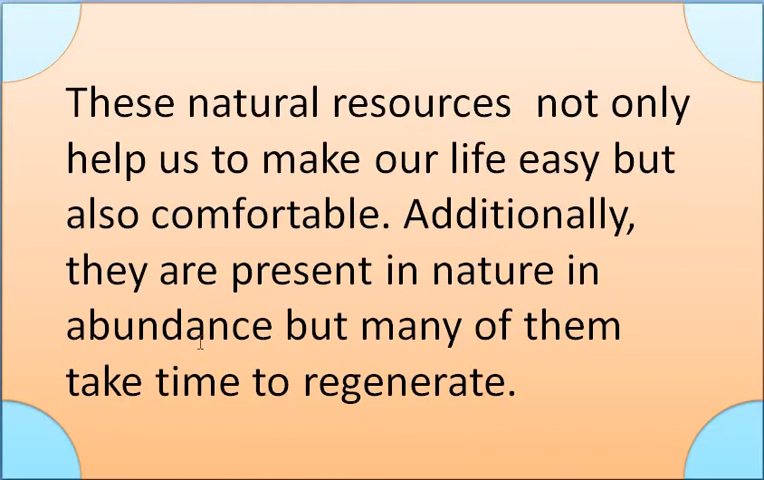 These natural resources  not only
help us to make our life easy but
also comfortable. Additionally,
they are present in nature in
abundance but many of them
take time to regenerate.